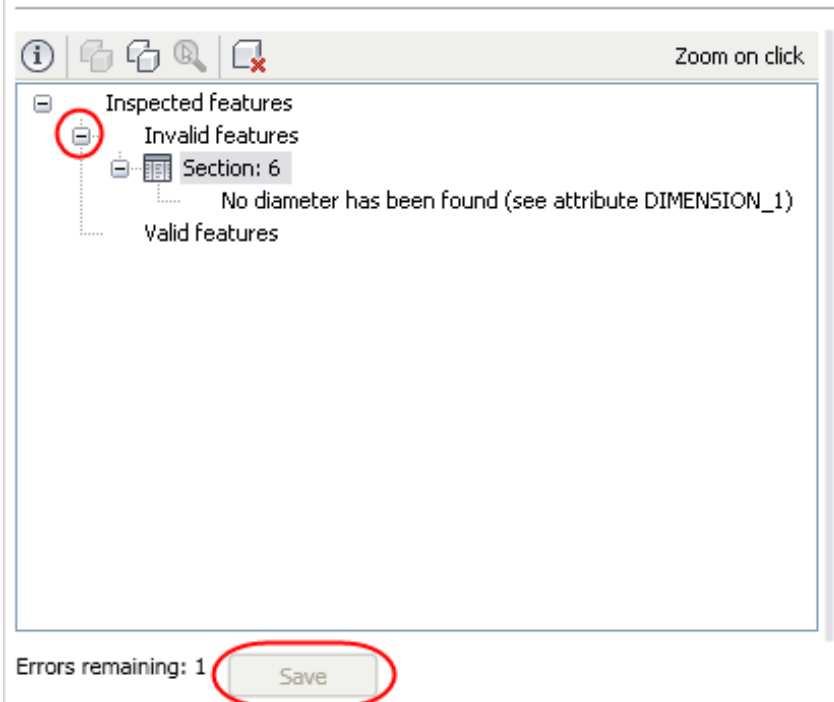 Zoom on click
Inspected features
Invalid features
Section: 6
No diameter has been found (see attribute DIMENSION_1)
Valid features
Errors remaining: 1
Save